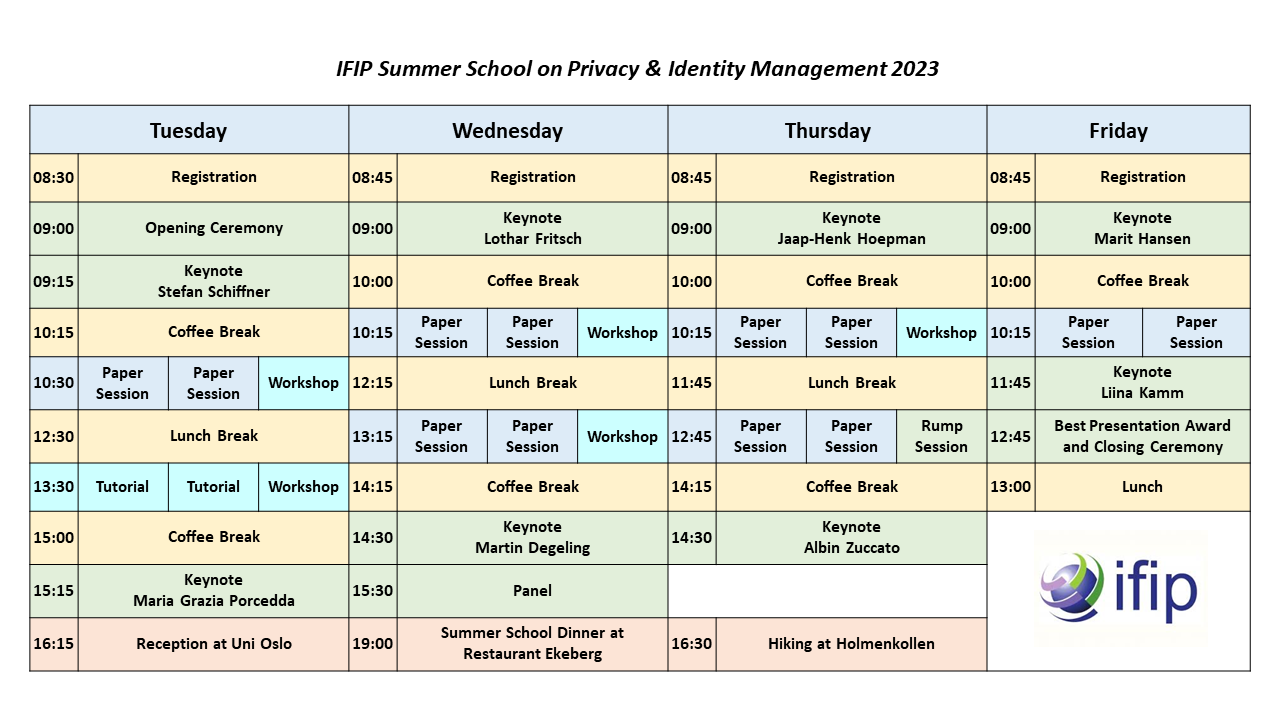 IFIP Summer School on Privacy & Identity Management 2023
Tuesday Wednesday Thursday Friday
08:30 Registration 08:45 Registration 08:45 Registration 08:45 Registration
09:00 Opening Ceremony 09:00 Keynote
Lothar Fritsch 09:00 Keynote
Jaap-Henk Hoepman 09:00 Keynote
Marit Hansen
09:15 Keynote
Stefan Schiffner 10:00 Coffee Break 10:00 Coffee Break 10:00 Coffee Break
10:15 Coffee Break 10:15 Paper
Session Paper
Session Workshop 10:15 Paper
Session Paper
Session Workshop 10:15 Paper
Session Paper
Session
10:30 Paper
Session Paper
Session Workshop 12:15 Lunch Break 11:45 Lunch Break 11:45 Keynote
Liina Kamm
12:30 Lunch Break 13:15 Paper
Session Paper
Session Workshop 12:45 Paper
Session Paper
Session Rump
Session 12:45 Best Presentation Award
and Closing Ceremony
13:30 Tutorial Tutorial Workshop 14:15 Coffee Break 14:15 Coffee Break 13:00 Lunch
15:00 Coffee Break 14:30 Keynote
Martin Degeling 14:30 Keynote
Albin Zuccato
15:15 Keynote
Maria Grazia Porcedda 15:30 Panel
16:15 Reception at Uni Oslo 19:00 Summer School Dinner at
Restaurant Ekeberg 16:30 Hiking at Holmenkollen
ifip